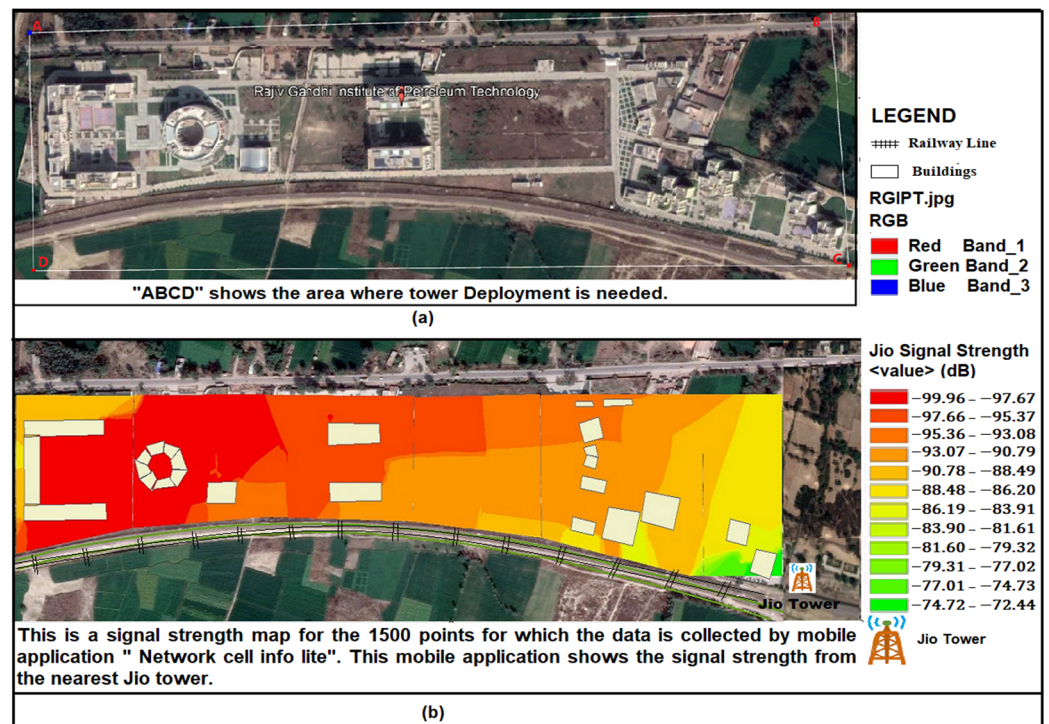 A
B
Rajiv Gandhi Institute of Petroleum Technology
D
C
"ABCD" shows the area where tower Deployment is needed.
(a)
LEGEND
Railway Line
Buildings
RGIPT.jpg
RGB
Red Band_1
Green Band_2
Blue Band_3
Jio Tower
This is a signal strength map for the 1500 points for which the data is collected by mobile
application " Network cell info lite". This mobile application shows the signal strength from
the nearest Jio tower.
(b)
Jio Signal Strength
<value> (dB)
−99.96 – −97.67
−97.66 – −95.37
−95.36 – −93.08
−93.07 – −90.79
−90.78 – −88.49
−88.48 – −86.20
−86.19 – −83.91
−83.90 – −81.61
−81.60 – −79.32
−79.31 – −77.02
−77.01 – −74.73
−74.72 – −72.44
Jio Tower